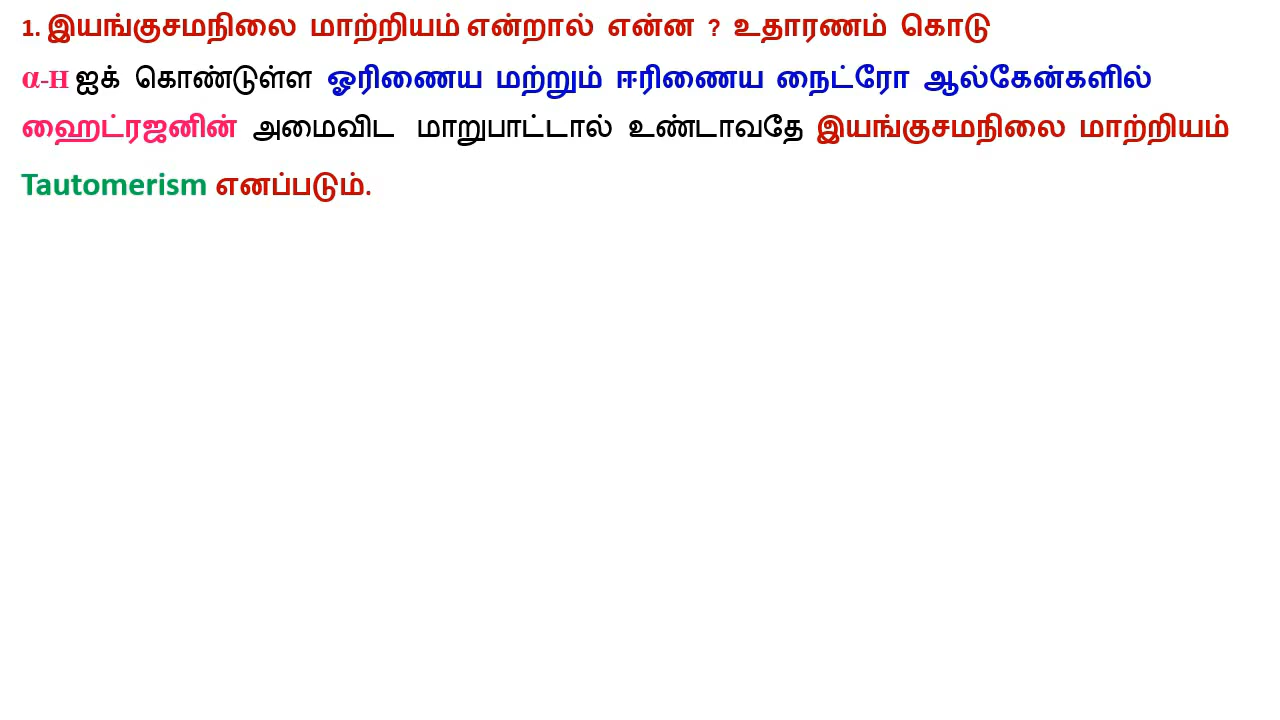 1. இயங்குசமநிலை மாற்றியம் என்றால் என்ன ? உதாரணம் கொடு
α-H ஐக் கொண்டுள்ள ஓரிணைய மற்றும் ஈரிணைய நைட்ரோ ஆல்கேன்களில்
ஹைட்ரஜனின் அமைவிட மாறுபாட்டால் உண்டாவதே இயங்குசமநிலை மாற்றியம்
Tautomerism எனப்படும்.